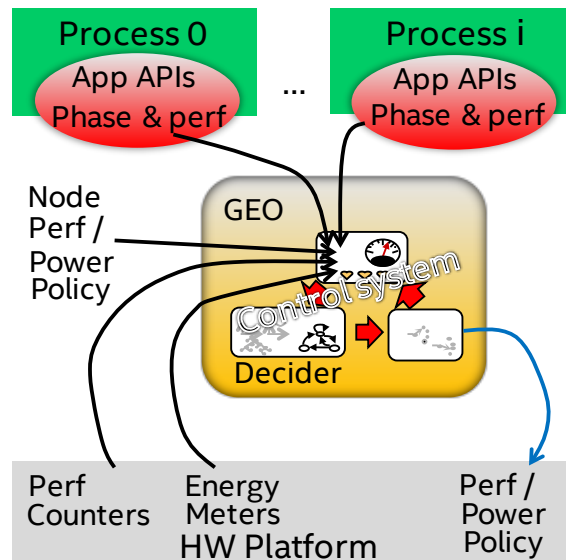 Process 0
App APIs
Phase & perf
...
Process i
App APIs
Phase & perf
Node
Perf /
Power
Policy
GEO
Control system
Decider
Perf
Counters
Energy
Meters
HW Platform
Perf /
Power
Policy